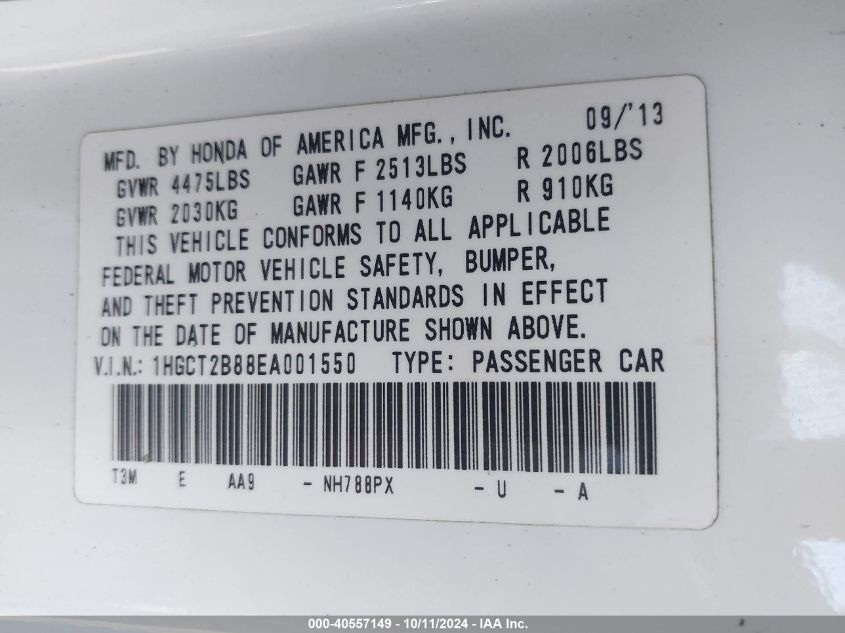 MFD. BY HONDA OF AMERICA MFG., INC. 09/'13
GVWR 4475LBS GAWR F 2513LBS R 2006LBS
GVWR 2030KG GAWR F 1140KG R 910KG
THIS VEHICLE CONFORMS TO ALL APPLICABLE
FEDERAL MOTOR VEHICLE SAFETY, BUMPER,
AND THEFT PREVENTION STANDARDS IN EFFECT
ON THE DATE OF MANUFACTURE SHOWN ABOVE.
V.I.N.: 1HGCT2B88EA001550 TYPE: PASSENGER CAR
T3M E AA9 - NH788PX - U - A
000-40557149 - 10/11/2024 - IAA Inc.